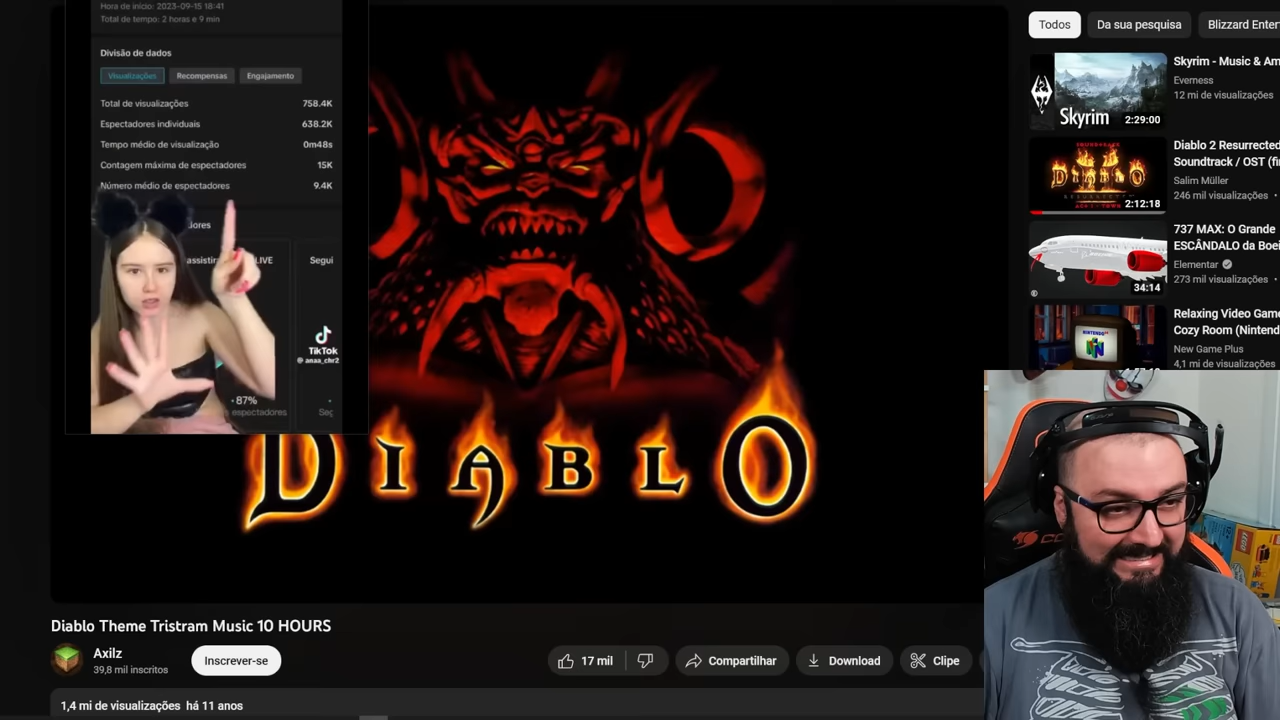 Hora de início: 2023-09-15 18:41
Total de tempo: 2 horas e 9 min
Divisão de dados
Visualizações Recompensas Engajamento
Total de visualizações 758.4K
Espectadores individuais 638.2K
Tempo médio de visualização 0m48s
Contagem máxima de espectadores 15K
Número médio de espectadores 9.4K
LIVE Segui
TikTok
@anaa_chr2
87%
espectadores
DIABLO
Diablo Theme Tristram Music 10 HOURS
Axilz
39,8 mil inscritos
Inscrever-se
17 mil
Compartilhar
Download
Clipe
1,4 mi de visualizações há 11 anos
Todos
Da sua pesquisa
Blizzard Enter
Skyrim
2:29:00
Skyrim - Music & Am
Everness
12 mi de visualizações
DIABLO
2:12:18
Diablo 2 Resurrected
Soundtrack / OST (fi
Salim Müller
246 mil visualizações
34:14
737 MAX: O Grande
ESCÂNDALO da Boei
Elementar
273 mil visualizações
Relaxing Video Game
Cozy Room (Nintend
New Game Plus
4,1 mi de visualizações